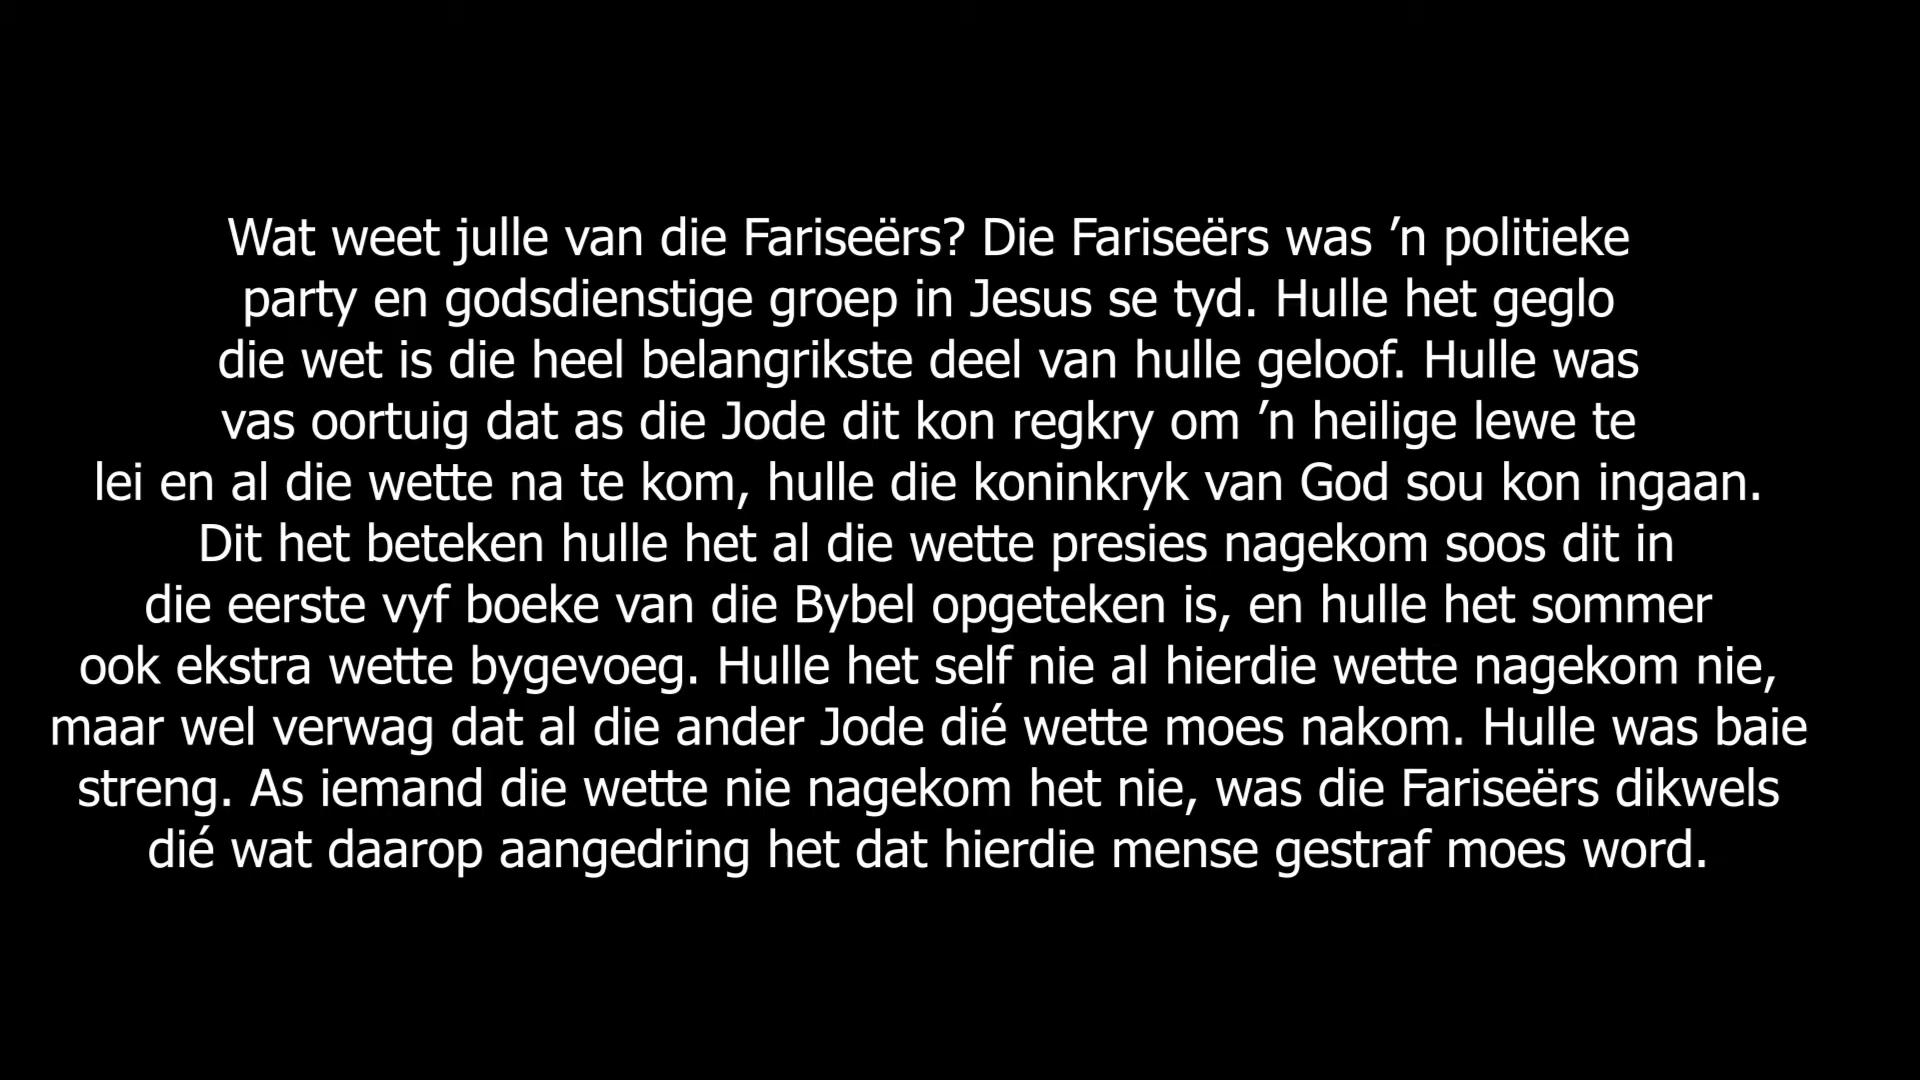 Wat weet julle van die Fariseërs? Die Fariseërs was ’n politieke
party en godsdienstige groep in Jesus se tyd. Hulle het geglo
die wet is die heel belangrikste deel van hulle geloof. Hulle was
vas oortuig dat as die Jode dit kon regkry om ’n heilige lewe te
lei en al die wette na te kom, hulle die koninkryk van God sou kon ingaan.
Dit het beteken hulle het al die wette presies nagekom soos dit in
die eerste vyf boeke van die Bybel opgeteken is, en hulle het sommer
ook ekstra wette bygevoeg. Hulle het self nie al hierdie wette nagekom nie,
maar wel verwag dat al die ander Jode dié wette moes nakom. Hulle was baie
streng. As iemand die wette nie nagekom het nie, was die Fariseërs dikwels
dié wat daarop aangedring het dat hierdie mense gestraf moes word.